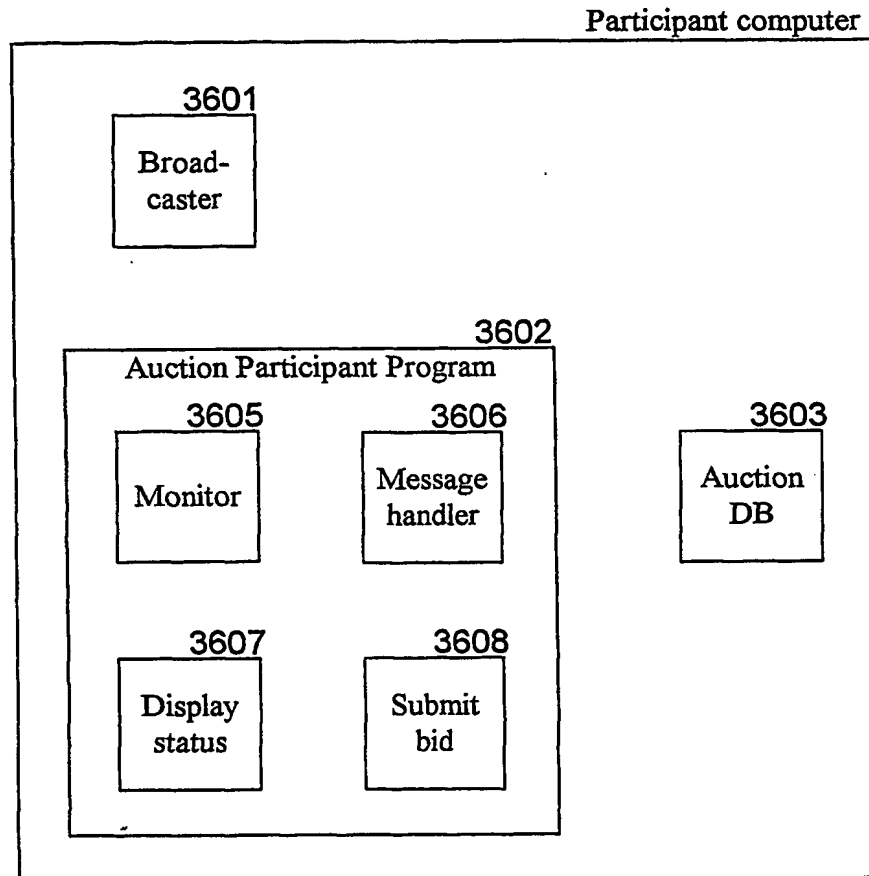 Participant computer
3601
Broad-
caster
3602
Auction Participant Program
3605
Monitor
3606
Message
handler
3603
Auction
DB
3607
Display
status
3608
Submit
bid